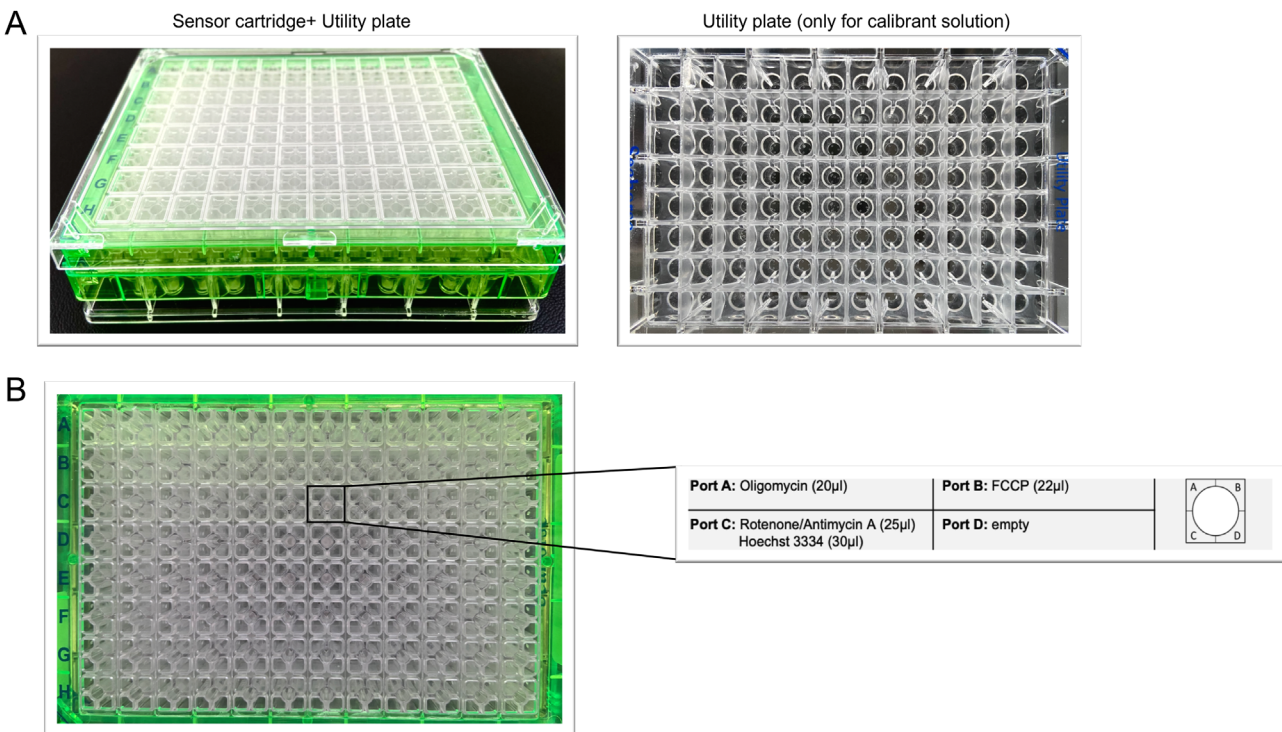 A
Sensor cartridge+ Utility plate
Utility plate (only for calibrant solution)
C
D
E
F
G
H
Utility Plate
B
A
B
C
D
E
F
G
H
Port A: Oligomycin (20µl)
Port B: FCCP (22µl)
A B
Port C: Rotenone/Antimycin A (25µl)
Hoechst 3334 (30µl)
Port D: empty
C D